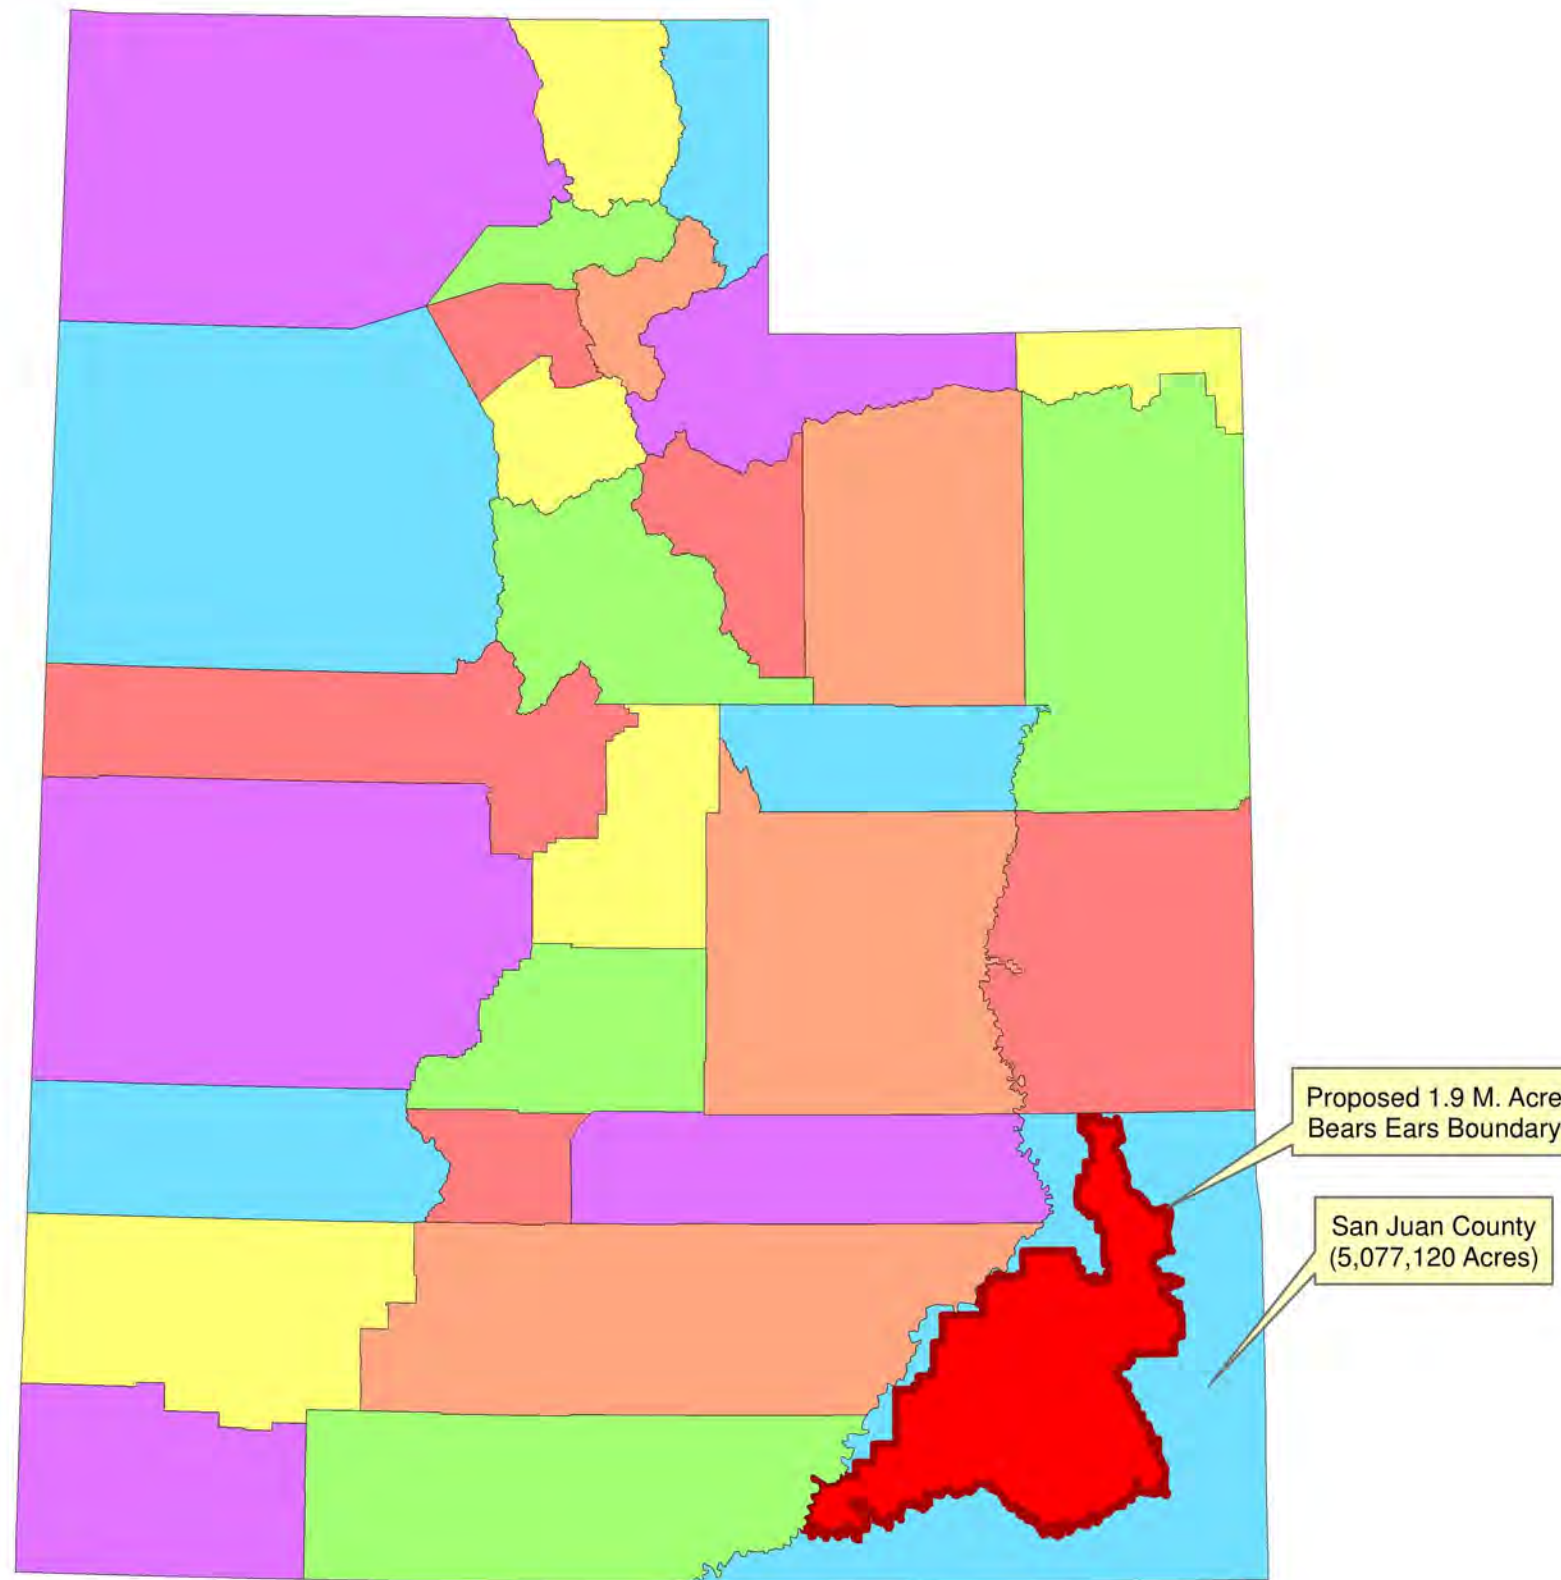 Proposed 1.9 M. Acre
Bears Ears Boundary
San Juan County
(5,077,120 Acres)